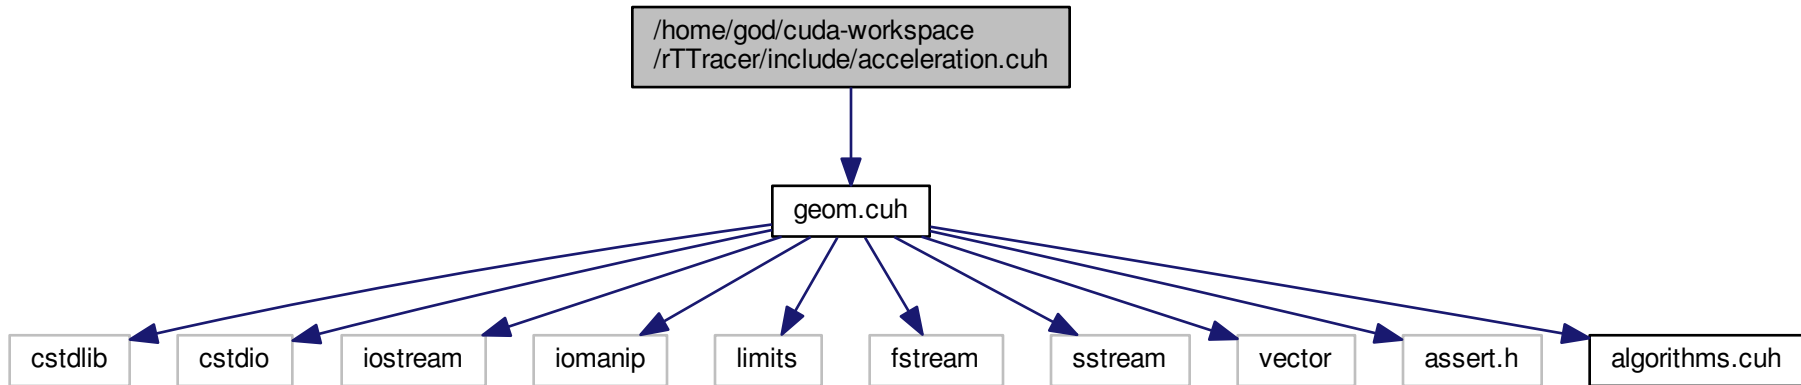 /home/god/cuda-workspace
/rTTracer/include/acceleration.cuh
geom.cuh
cstdlib
cstdio
iostream
iomanip
limits
fstream
sstream
vector
assert.h
algorithms.cuh